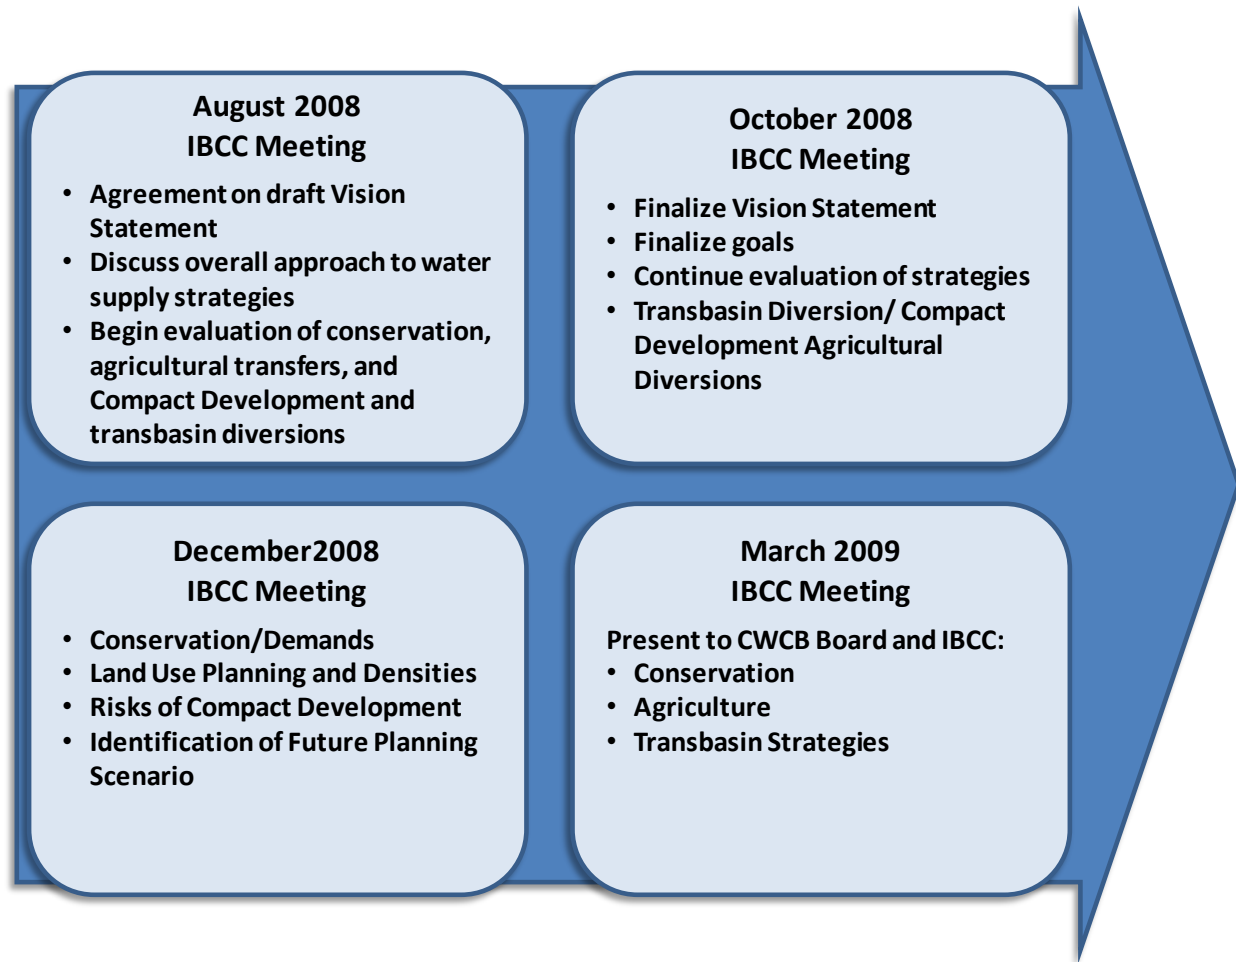 August 2008
IBCC Meeting
• Agreement on draft Vision
Statement
• Discuss overall approach to water
supply strategies
• Begin evaluation of conservation,
agricultural transfers, and
Compact Development and
transbasin diversions
October 2008
IBCC Meeting
• Finalize Vision Statement
• Finalize goals
• Continue evaluation of strategies
• Transbasin Diversion/ Compact
Development Agricultural
Diversions
December2008
IBCC Meeting
• Conservation/Demands
• Land Use Planning and Densities
• Risks of Compact Development
• Identification of Future Planning
Scenario
March 2009
IBCC Meeting
Present to CWCB Board and IBCC:
• Conservation
• Agriculture
• Transbasin Strategies